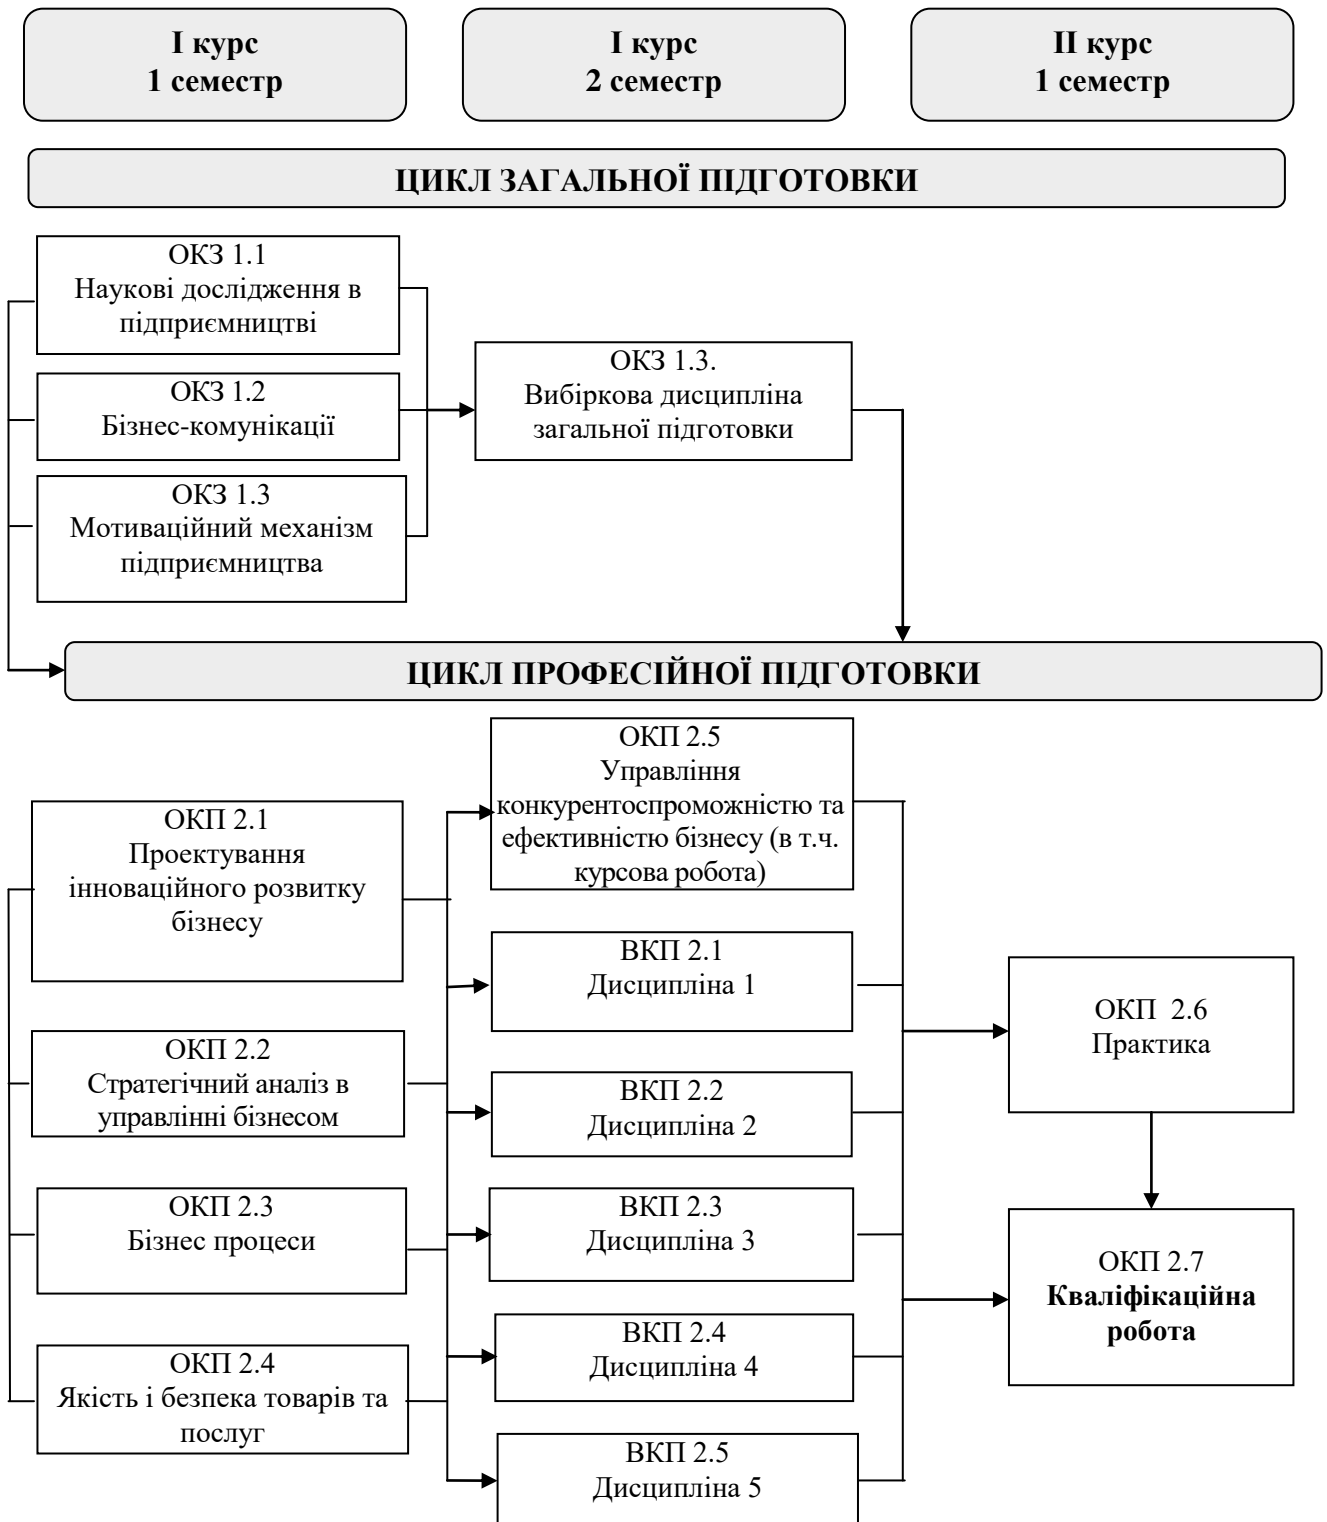 І курс
1 семестр
І курс
2 семестр
ІІ курс
1 семестр
ЦИКЛ ЗАГАЛЬНОЇ ПІДГОТОВКИ
ОКЗ 1.1
Наукові дослідження в
підприємництві
ОКЗ 1.2
Бізнес-комунікації
ОКЗ 1.3
Мотиваційний механізм
підприємництва
ОКЗ 1.3.
Вибіркова дисципліна
загальної підготовки
ЦИКЛ ПРОФЕСІЙНОЇ ПІДГОТОВКИ
ОКП 2.1
Проектування
інноваційного розвитку
бізнесу
ОКП 2.2
Стратегічний аналіз в
управлінні бізнесом
ОКП 2.3
Бізнес процеси
ОКП 2.4
Якість і безпека товарів та
послуг
ОКП 2.5
Управління
конкурентоспроможністю та
ефективністю бізнесу (в т.ч.
курсова робота)
ВКП 2.1
Дисципліна 1
ВКП 2.2
Дисципліна 2
ВКП 2.3
Дисципліна 3
ВКП 2.4
Дисципліна 4
ВКП 2.5
Дисципліна 5
ОКП 2.6
Практика
ОКП 2.7
Кваліфікаційна
робота